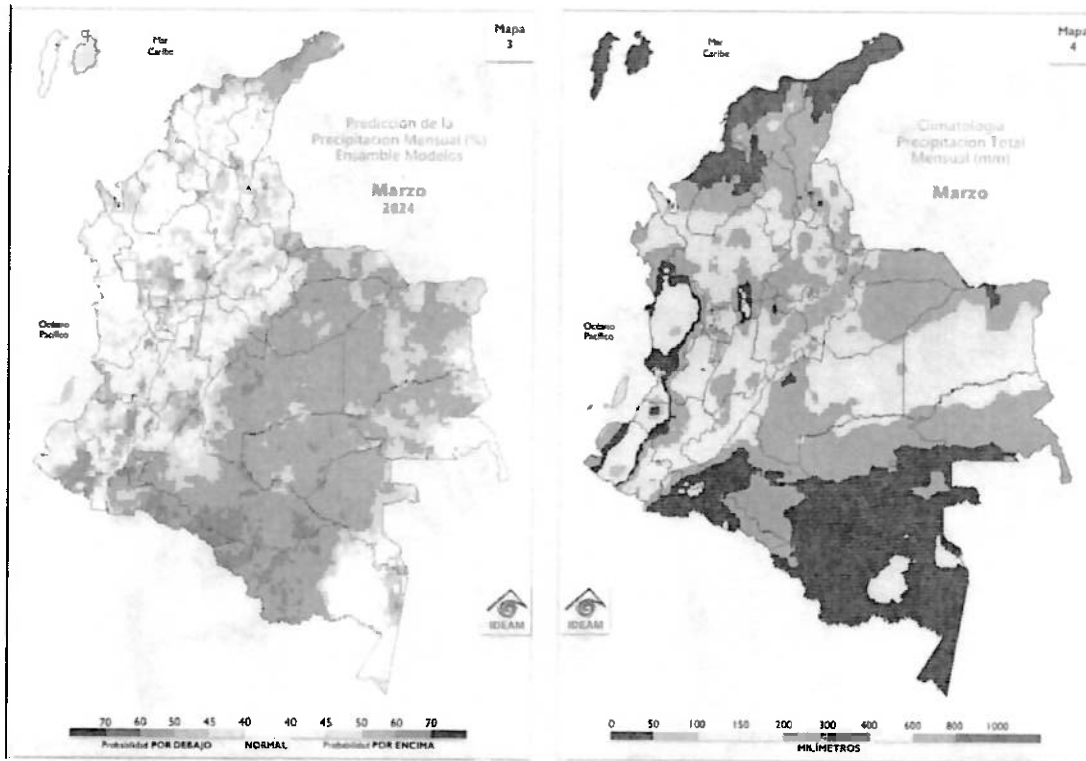 Mapa
3
Mar
Caribe
Predicción de la
Precipitación Mensual (%)
Ensamble Modelos
Marzo
2024
Océano
Pacífico
IDEAM
70 60 50 45 40 40 45 50 60 70
Probabilidad POR DEBAJO NORMAL Probabilidad POR ENCIMA
Mapa
4
Mar
Caribe
Climatología
Precipitación Total
Mensual (mm)
Marzo
Océano
Pacífico
IDEAM
0 50 100 150 200 300 400 600 800 1000
MILÍMETROS